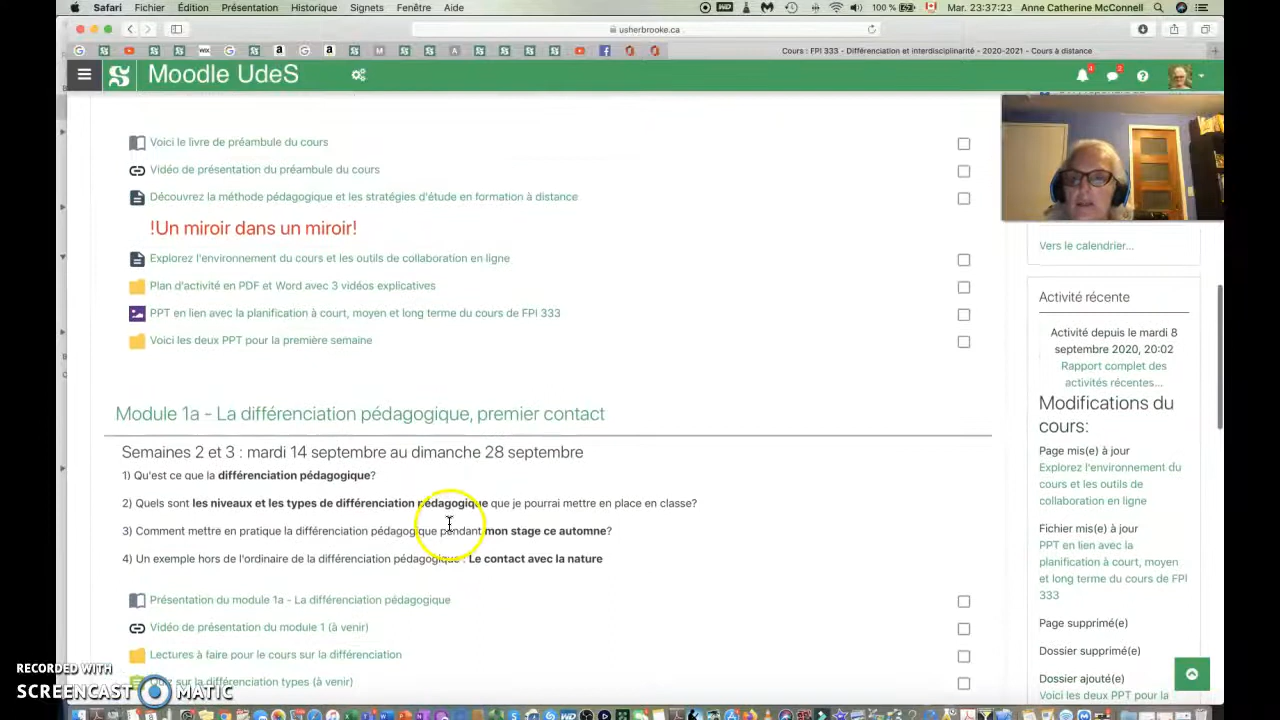 Safari Fichier Édition Présentation Historique Signets Fenêtre Aide 100 % Mar. 23:37:23 Anne Catherine McConnell
usherbrooke.ca
Cours : FPI 333 - Différenciation et interdisciplinarité - 2020-2021 - Cours à distance
Moodle UdeS
Voici le livre de préambule du cours
Vidéo de présentation du préambule du cours
Découvrez la méthode pédagogique et les stratégies d'étude en formation à distance
!Un miroir dans un miroir!
Explorez l'environnement du cours et les outils de collaboration en ligne
Plan d'activité en PDF et Word avec 3 vidéos explicatives
PPT en lien avec la planification à court, moyen et long terme du cours de FPI 333
Voici les deux PPT pour la première semaine
Module 1a - La différenciation pédagogique, premier contact
Semaines 2 et 3 : mardi 14 septembre au dimanche 28 septembre
1) Qu'est ce que la différenciation pédagogique?
2) Quels sont les niveaux et les types de différenciation pédagogique que je pourrai mettre en place en classe?
3) Comment mettre en pratique la différenciation pédagogique pendant mon stage ce automne?
4) Un exemple hors de l'ordinaire de la différenciation pédagogique : Le contact avec la nature
Présentation du module 1a - La différenciation pédagogique
Vidéo de présentation du module 1 (à venir)
Lectures à faire pour le cours sur la différenciation
Quiz sur la différenciation types (à venir)
Vers le calendrier...
Activité récente
Activité depuis le mardi 8
septembre 2020, 20:02
Rapport complet des
activités récentes...
Modifications du
cours:
Page mis(e) à jour
Explorez l'environnement du
cours et les outils de
collaboration en ligne
Fichier mis(e) à jour
PPT en lien avec la
planification à court, moyen
et long terme du cours de FPI
333
Page supprimé(e)
Dossier supprimé(e)
Dossier ajouté(e)
Voici les deux PPT pour la
RECORDED WITH
SCREENCAST MATIC